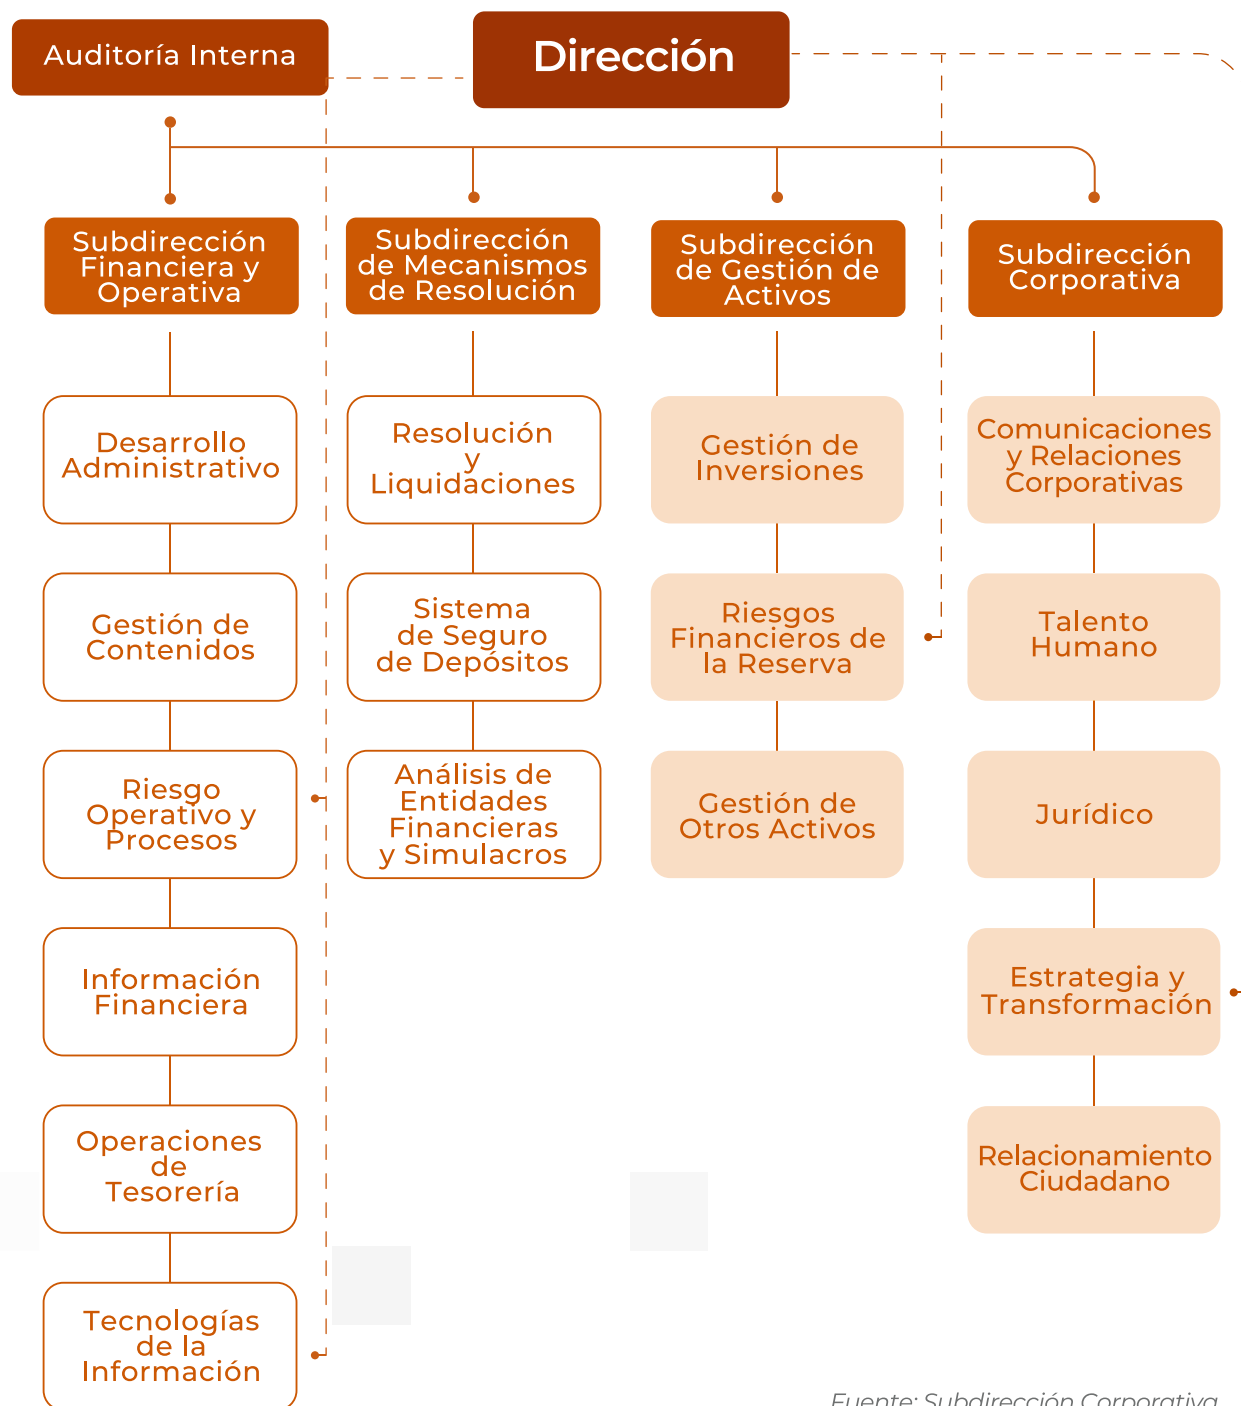 Auditoría Interna
Dirección
Subdirección
Financiera y
Operativa
Subdirección
de Mecanismos
de Resolución
Subdirección
de Gestión de
Activos
Subdirección
Corporativa
Desarrollo
Administrativo
Gestión de
Contenidos
Riesgo
Operativo y
Procesos
Información
Financiera
Operaciones
de
Tesorería
Tecnologías
de la
Información
Resolución
y
Liquidaciones
Sistema
de Seguro
de Depósitos
Análisis de
Entidades
Financieras
y Simulacros
Gestión de
Inversiones
Riesgos
Financieros de
la Reserva
Gestión de
Otros Activos
Comunicaciones
y Relaciones
Corporativas
Talento
Humano
Jurídico
Estrategia y
Transformación
Relacionamiento
Ciudadano
Fuente: Subdirección Corporativa